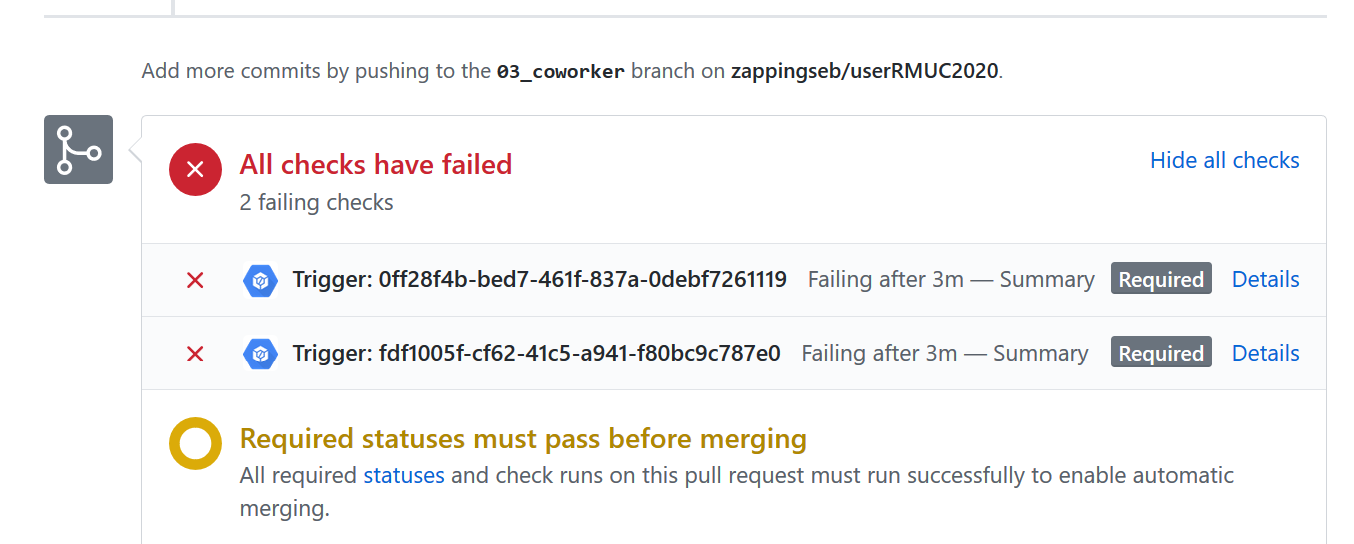 Add more commits by pushing to the 03_coworker branch on zappingseb/userRMUC2020.
All checks have failed
Hide all checks
2 failing checks
Trigger: 0ff28f4b-bed7-461f-837a-0debf7261119 Failing after 3m — Summary Required Details
Trigger: fdf1005f-cf62-41c5-a941-f80bc9c787e0 Failing after 3m — Summary Required Details
Required statuses must pass before merging
All required statuses and check runs on this pull request must run successfully to enable automatic
merging.